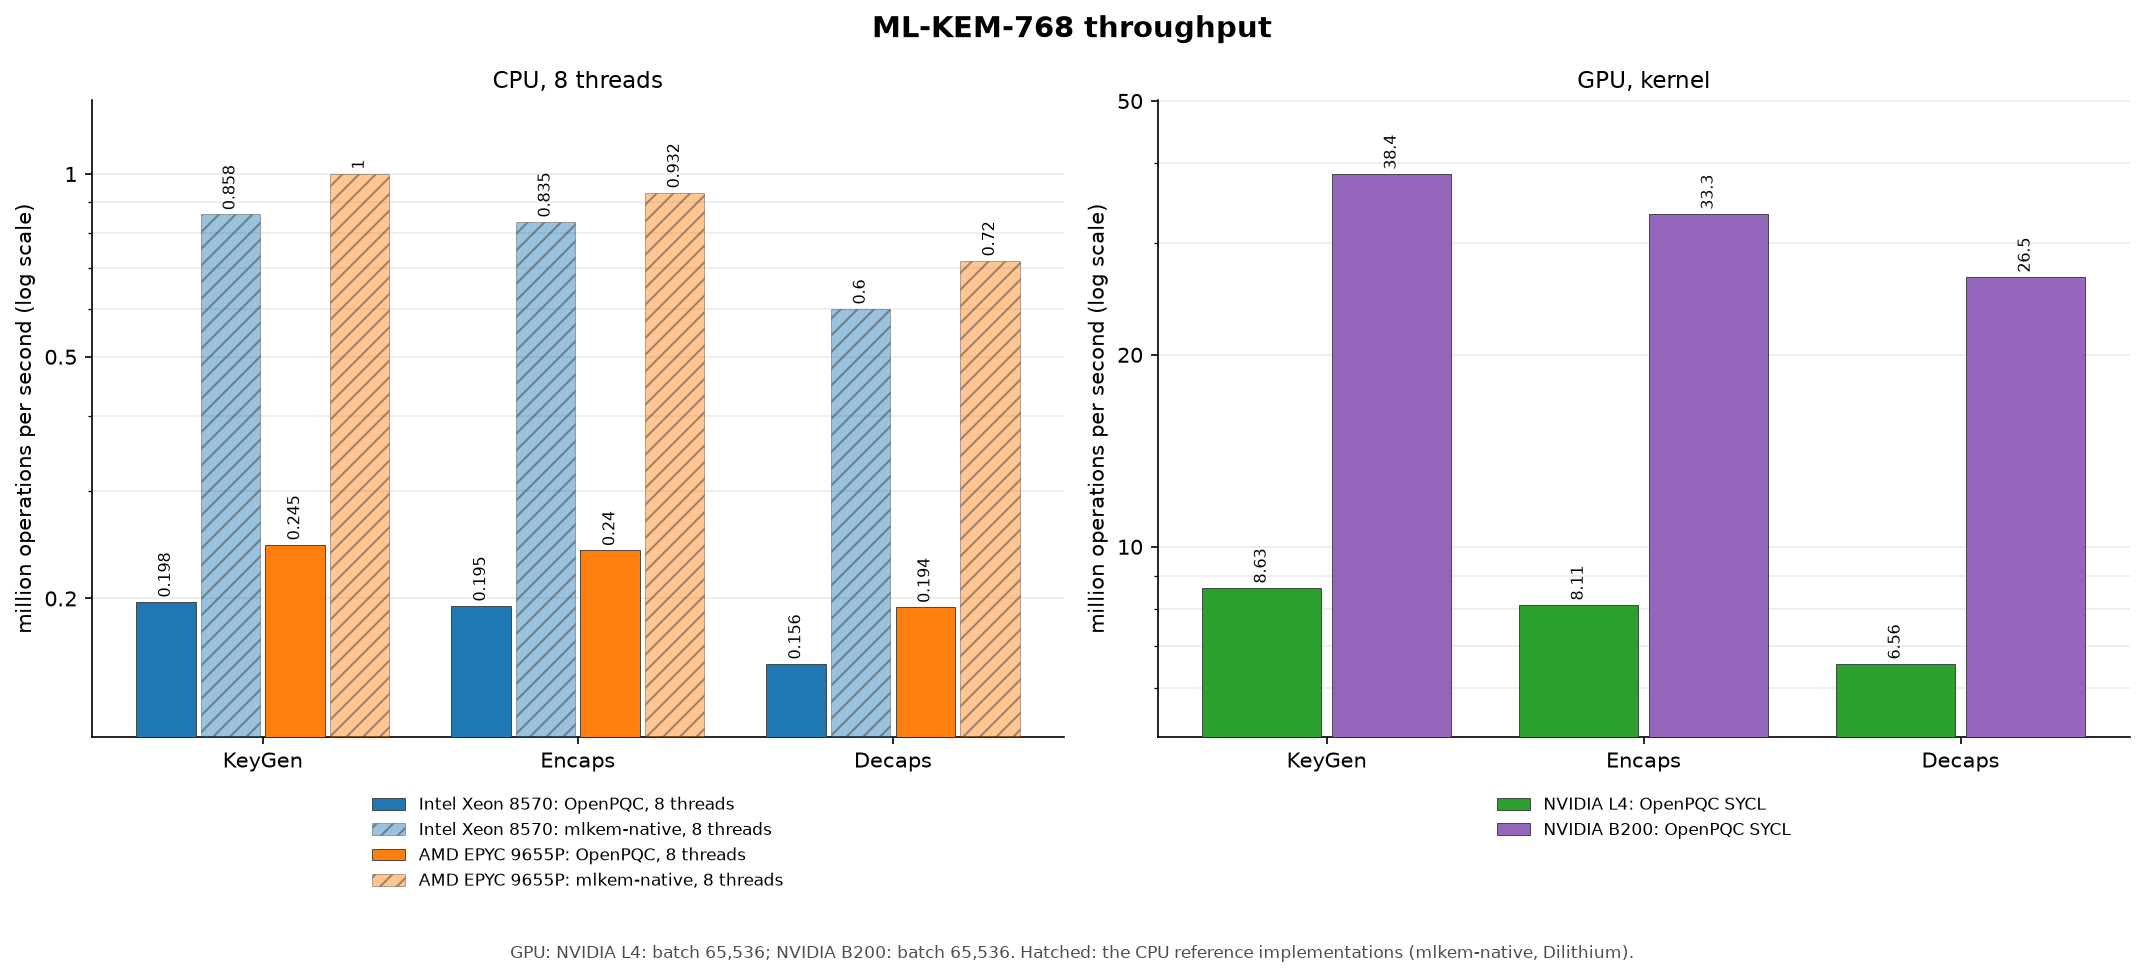 ML-KEM-768 throughput
CPU, 8 threads
million operations per second (log scale)
1
0.5
0.2
0.198
0.858
0.245
1
0.195
0.835
0.24
0.932
0.156
0.6
0.194
0.72
KeyGen
Encaps
Decaps
Intel Xeon 8570: OpenPQC, 8 threads
Intel Xeon 8570: mlkem-native, 8 threads
AMD EPYC 9655P: OpenPQC, 8 threads
AMD EPYC 9655P: mlkem-native, 8 threads
GPU, kernel
million operations per second (log scale)
50
20
10
8.63
38.4
8.11
33.3
6.56
26.5
KeyGen
Encaps
Decaps
NVIDIA L4: OpenPQC SYCL
NVIDIA B200: OpenPQC SYCL
GPU: NVIDIA L4: batch 65,536; NVIDIA B200: batch 65,536. Hatched: the CPU reference implementations (mlkem-native, Dilithium).